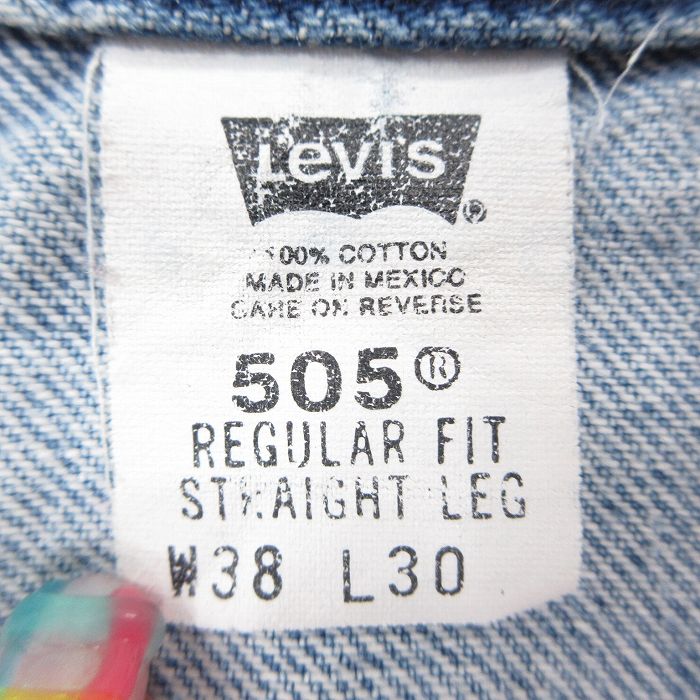 Levi's®
100% COTTON
MADE IN MEXICO
CARE ON REVERSE
505®
REGULAR FIT
STRAIGHT LEG
W38 L30